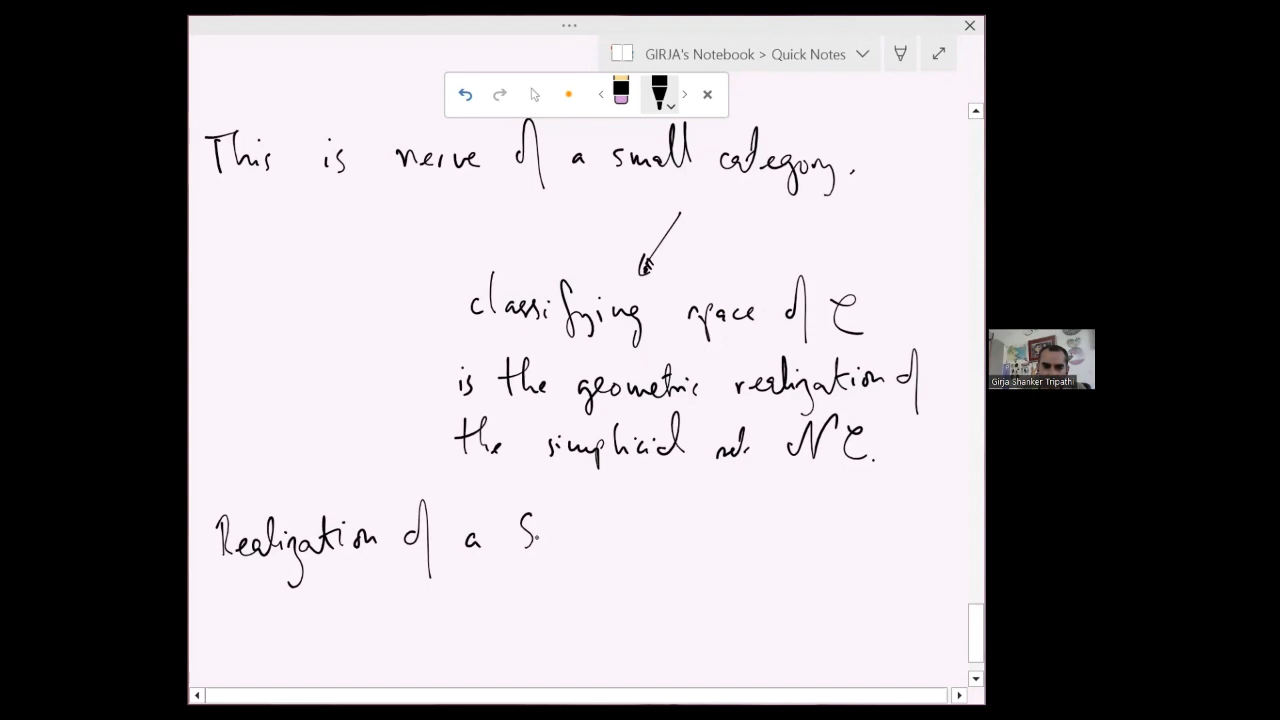 GIRJA's Notebook > Quick Notes
This is nerve of a small category.
classifying space of C
is the geometric realization of
the simplicial set NC.
Realization of a S
Girja Shanker Tripathi